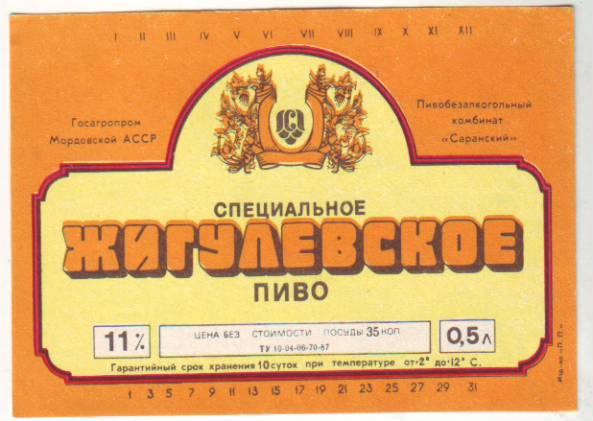 I II III IV V VI VII VIII IX X XI XII
Госагропром
Мордовской АССР
Пивобезалкогольный
комбинат
«Саранский»
СПЕЦИАЛЬНОЕ
ЖИГУЛЕВСКОЕ
ПИВО
11%
ЦЕНА БЕЗ СТОИМОСТИ ПОСУДЫ 35 КОП.
ТУ 10-04-06-70-87
0,5 л
Гарантийный срок хранения 10 суток при температуре от+2° до+12° С.
1 3 5 7 9 11 13 15 17 19 21 23 25 27 29 31